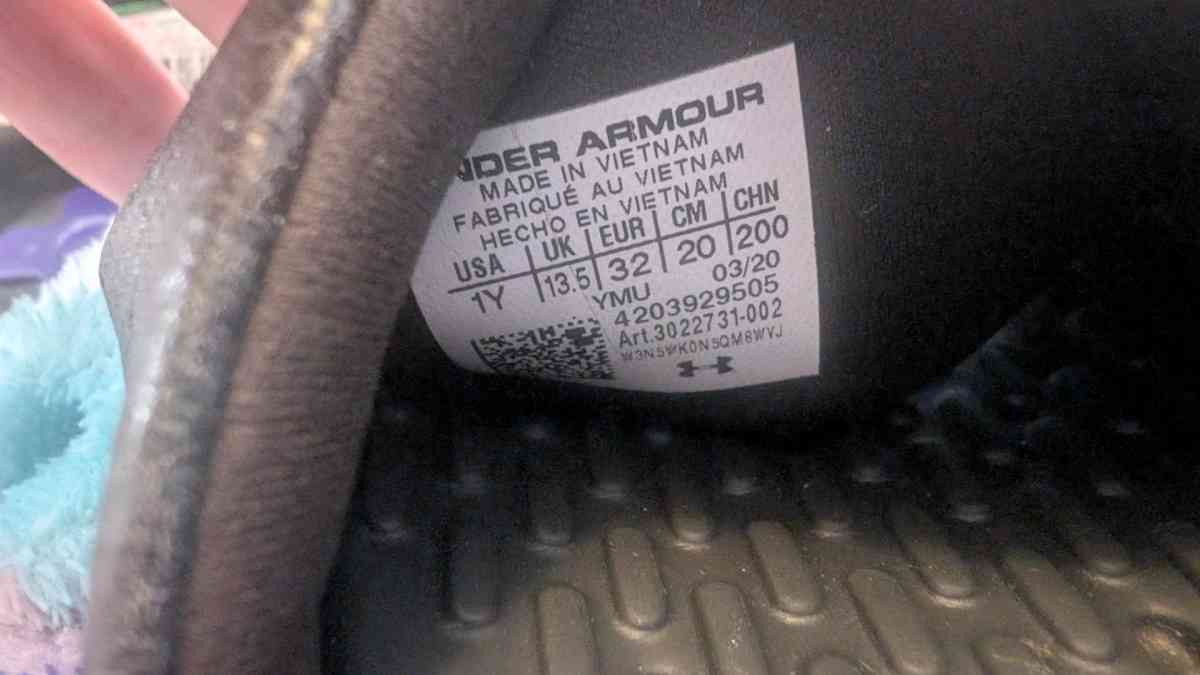 NDER ARMOUR
MADE IN VIETNAM
FABRIQUÉ AU VIETNAM
HECHO EN VIETNAM
USA UK EUR CM CHN
1Y 13.5 32 20 200
YMU 03/20
4203929505
Art.3022731-002
W3N5WK0N5QM8WVJ